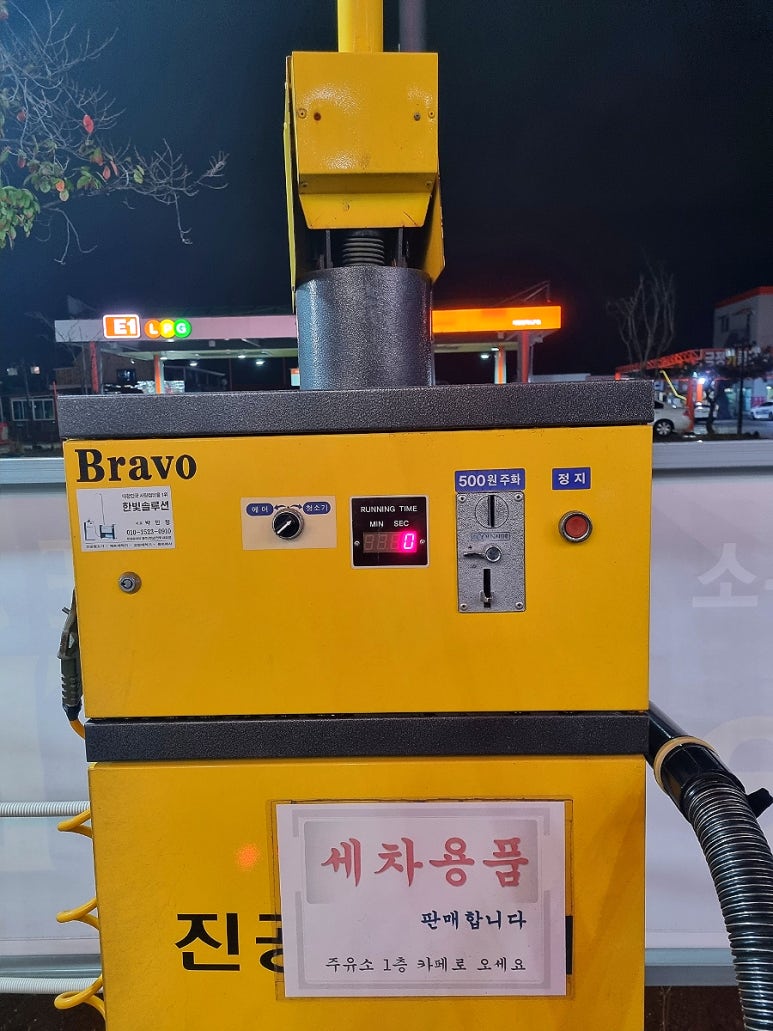 E1 LPG
Bravo
한빛솔루션
에어 청소기
RUNNING TIME
MIN SEC
0
500원 주화
정지
소
세차용품
판매합니다
주유소 1층 카페로 오세요
진공